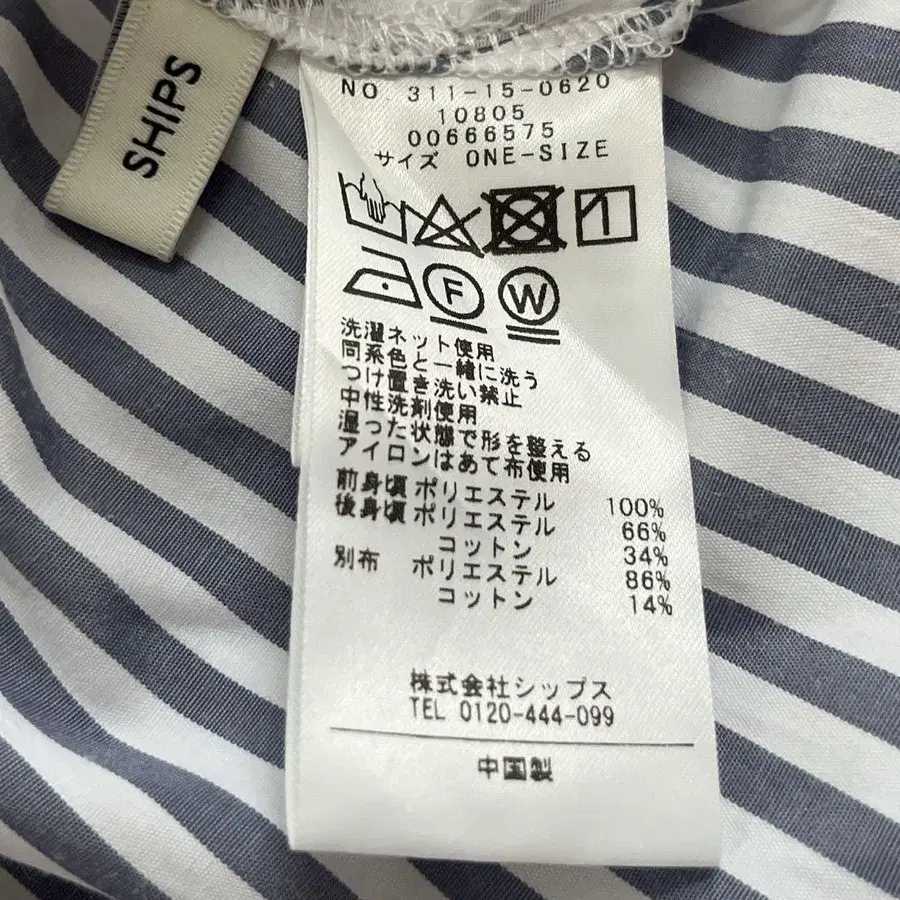 SHIPS
NO. 311-15-0620
10805
00666575
サイズ ONE-SIZE
F W
洗濯ネット使用
同系色と一緒に洗う
つけ置き洗い禁止
中性洗剤使用
湿った状態で形を整える
アイロンはあて布使用
前身頃 ポリエステル 100%
後身頃 ポリエステル 66%
コットン 34%
別布 ポリエステル 86%
コットン 14%
株式会社シップス
TEL 0120-444-099
中国製